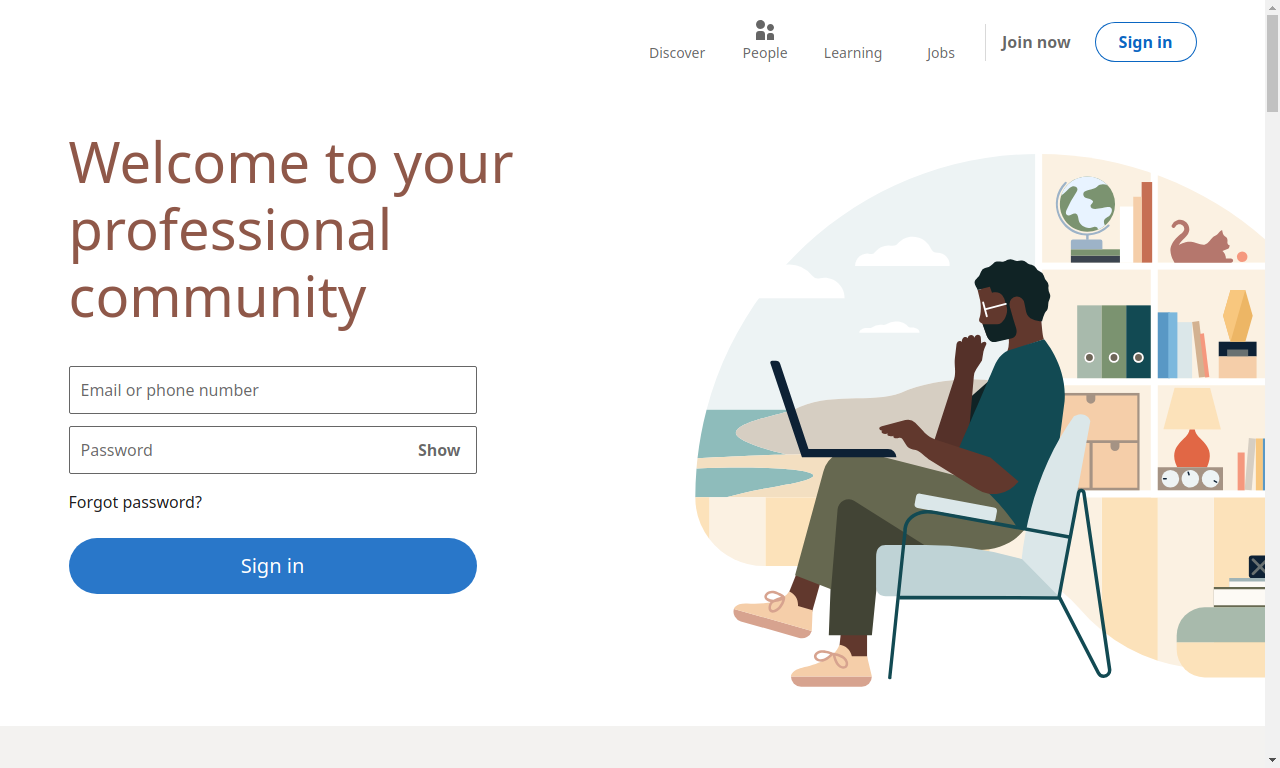 Discover
People
Learning
Jobs
Join now
Sign in
Welcome to your
professional
community
Email or phone number
Password
Show
Forgot password?
Sign in